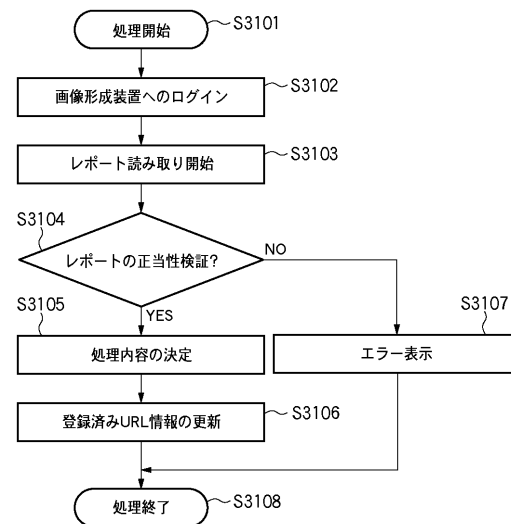 処理開始
S3101
画像形成装置へのログイン
S3102
レポート読み取り開始
S3103
S3104
レポートの正当性検証?
NO
YES
S3105
処理内容の決定
S3107
エラー表示
登録済みURL情報の更新
S3106
処理終了
S3108